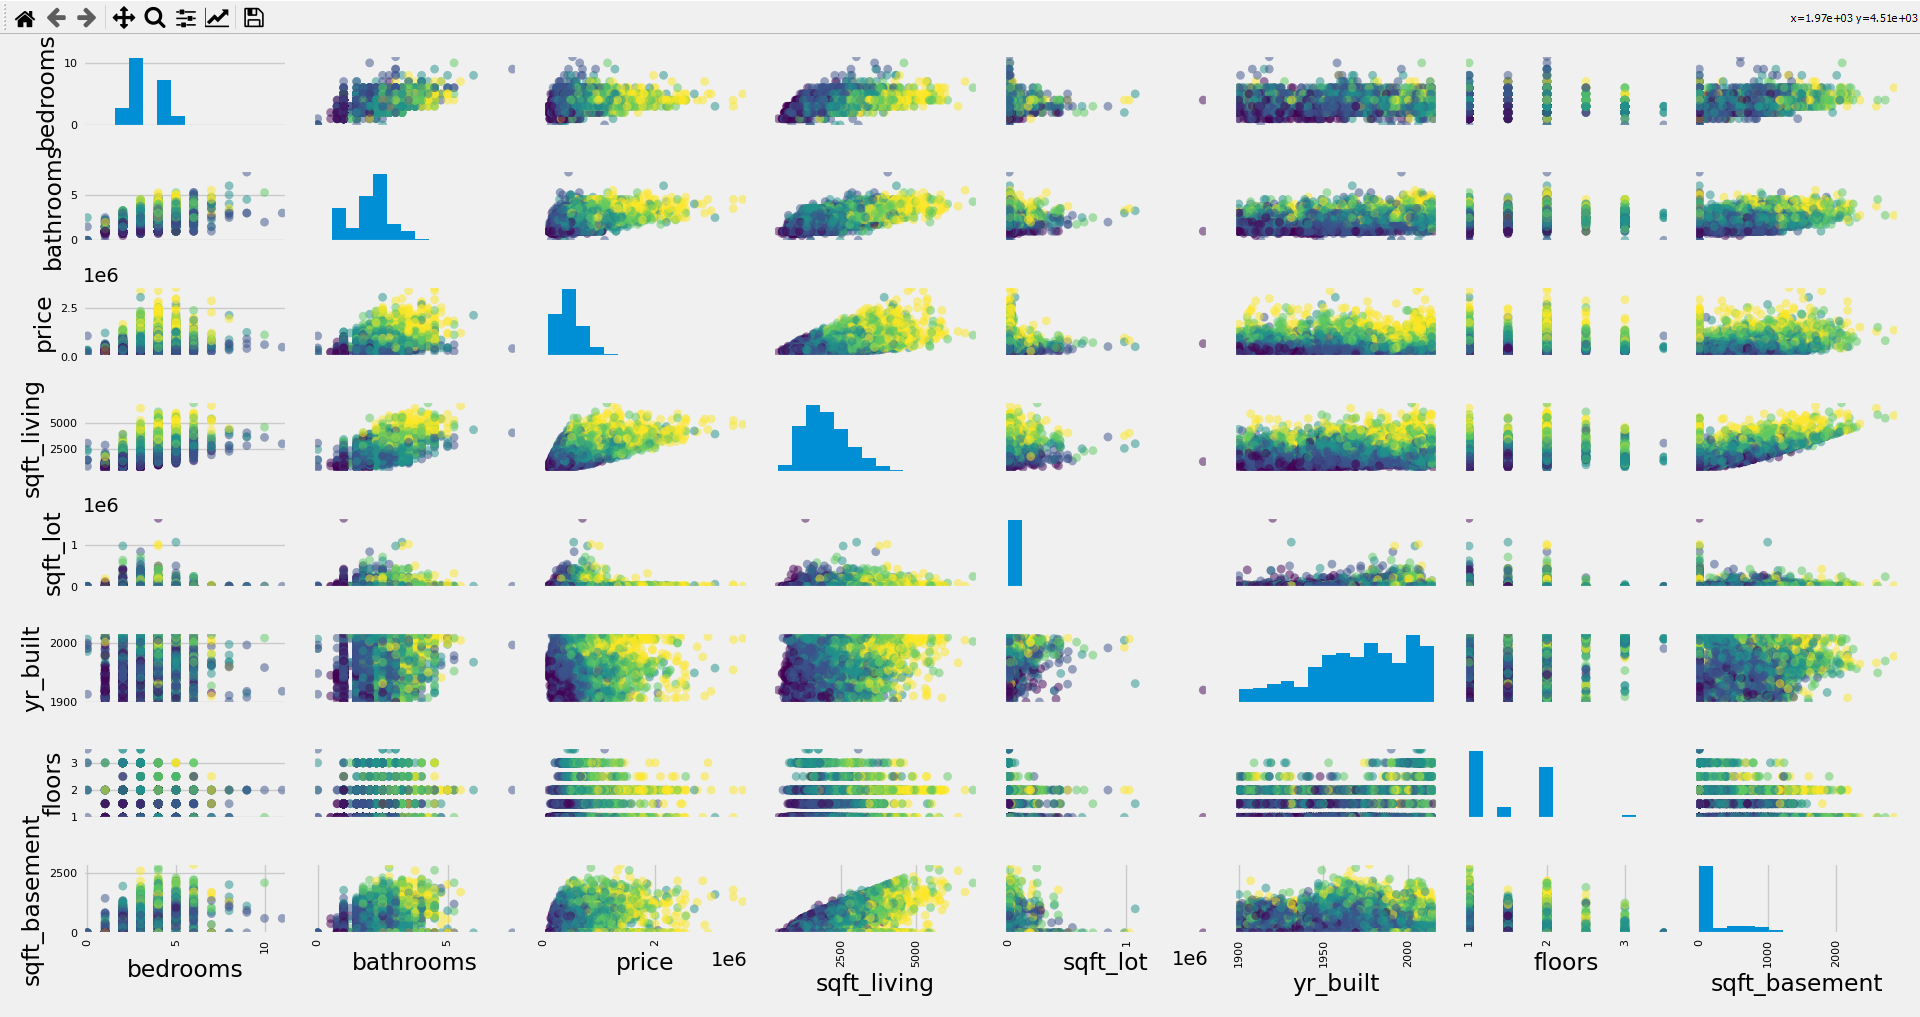 x=1.97e+03 y=4.51e+03
bedrooms
10
0
bathrooms
5
0
1e6
price
2.5
0.0
sqft_living
5000
2500
1e6
sqft_lot
1
0
yr_built
2000
1900
floors
3
2
1
sqft_basement
2500
0
0 5 10 0 5 0 2 2500 5000 0 1 1900 1950 2000 1 2 3 0 1000 2000
1e6 1e6
bedrooms bathrooms price sqft_living sqft_lot yr_built floors sqft_basement